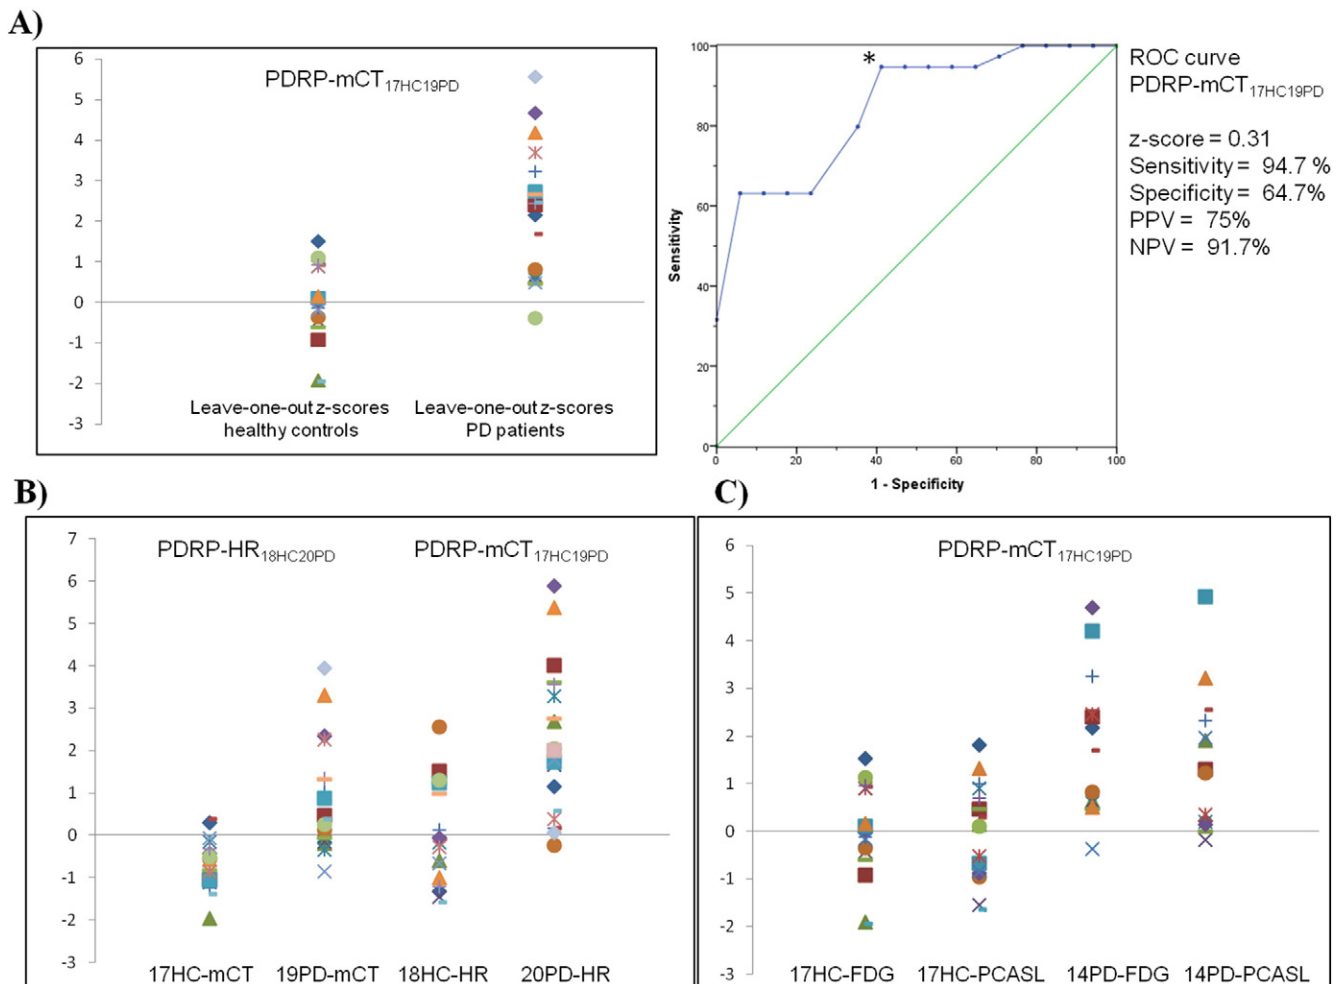 A)
PDRP-mCT17HC19PD
6
5
4
3
2
1
0
-1
-2
-3
Leave-one-out z-scores
healthy controls
Leave-one-out z-scores
PD patients
100
80
60
40
20
0
Sensitivity
*
0 20 40 60 80 100
1 - Specificity
ROC curve
PDRP-mCT17HC19PD
z-score = 0.31
Sensitivity = 94.7 %
Specificity = 64.7%
PPV = 75%
NPV = 91.7%
B)
PDRP-HR18HC20PD PDRP-mCT17HC19PD
7
6
5
4
3
2
1
0
-1
-2
-3
17HC-mCT 19PD-mCT 18HC-HR 20PD-HR
C)
PDRP-mCT17HC19PD
6
5
4
3
2
1
0
-1
-2
-3
17HC-FDG 17HC-PCASL 14PD-FDG 14PD-PCASL